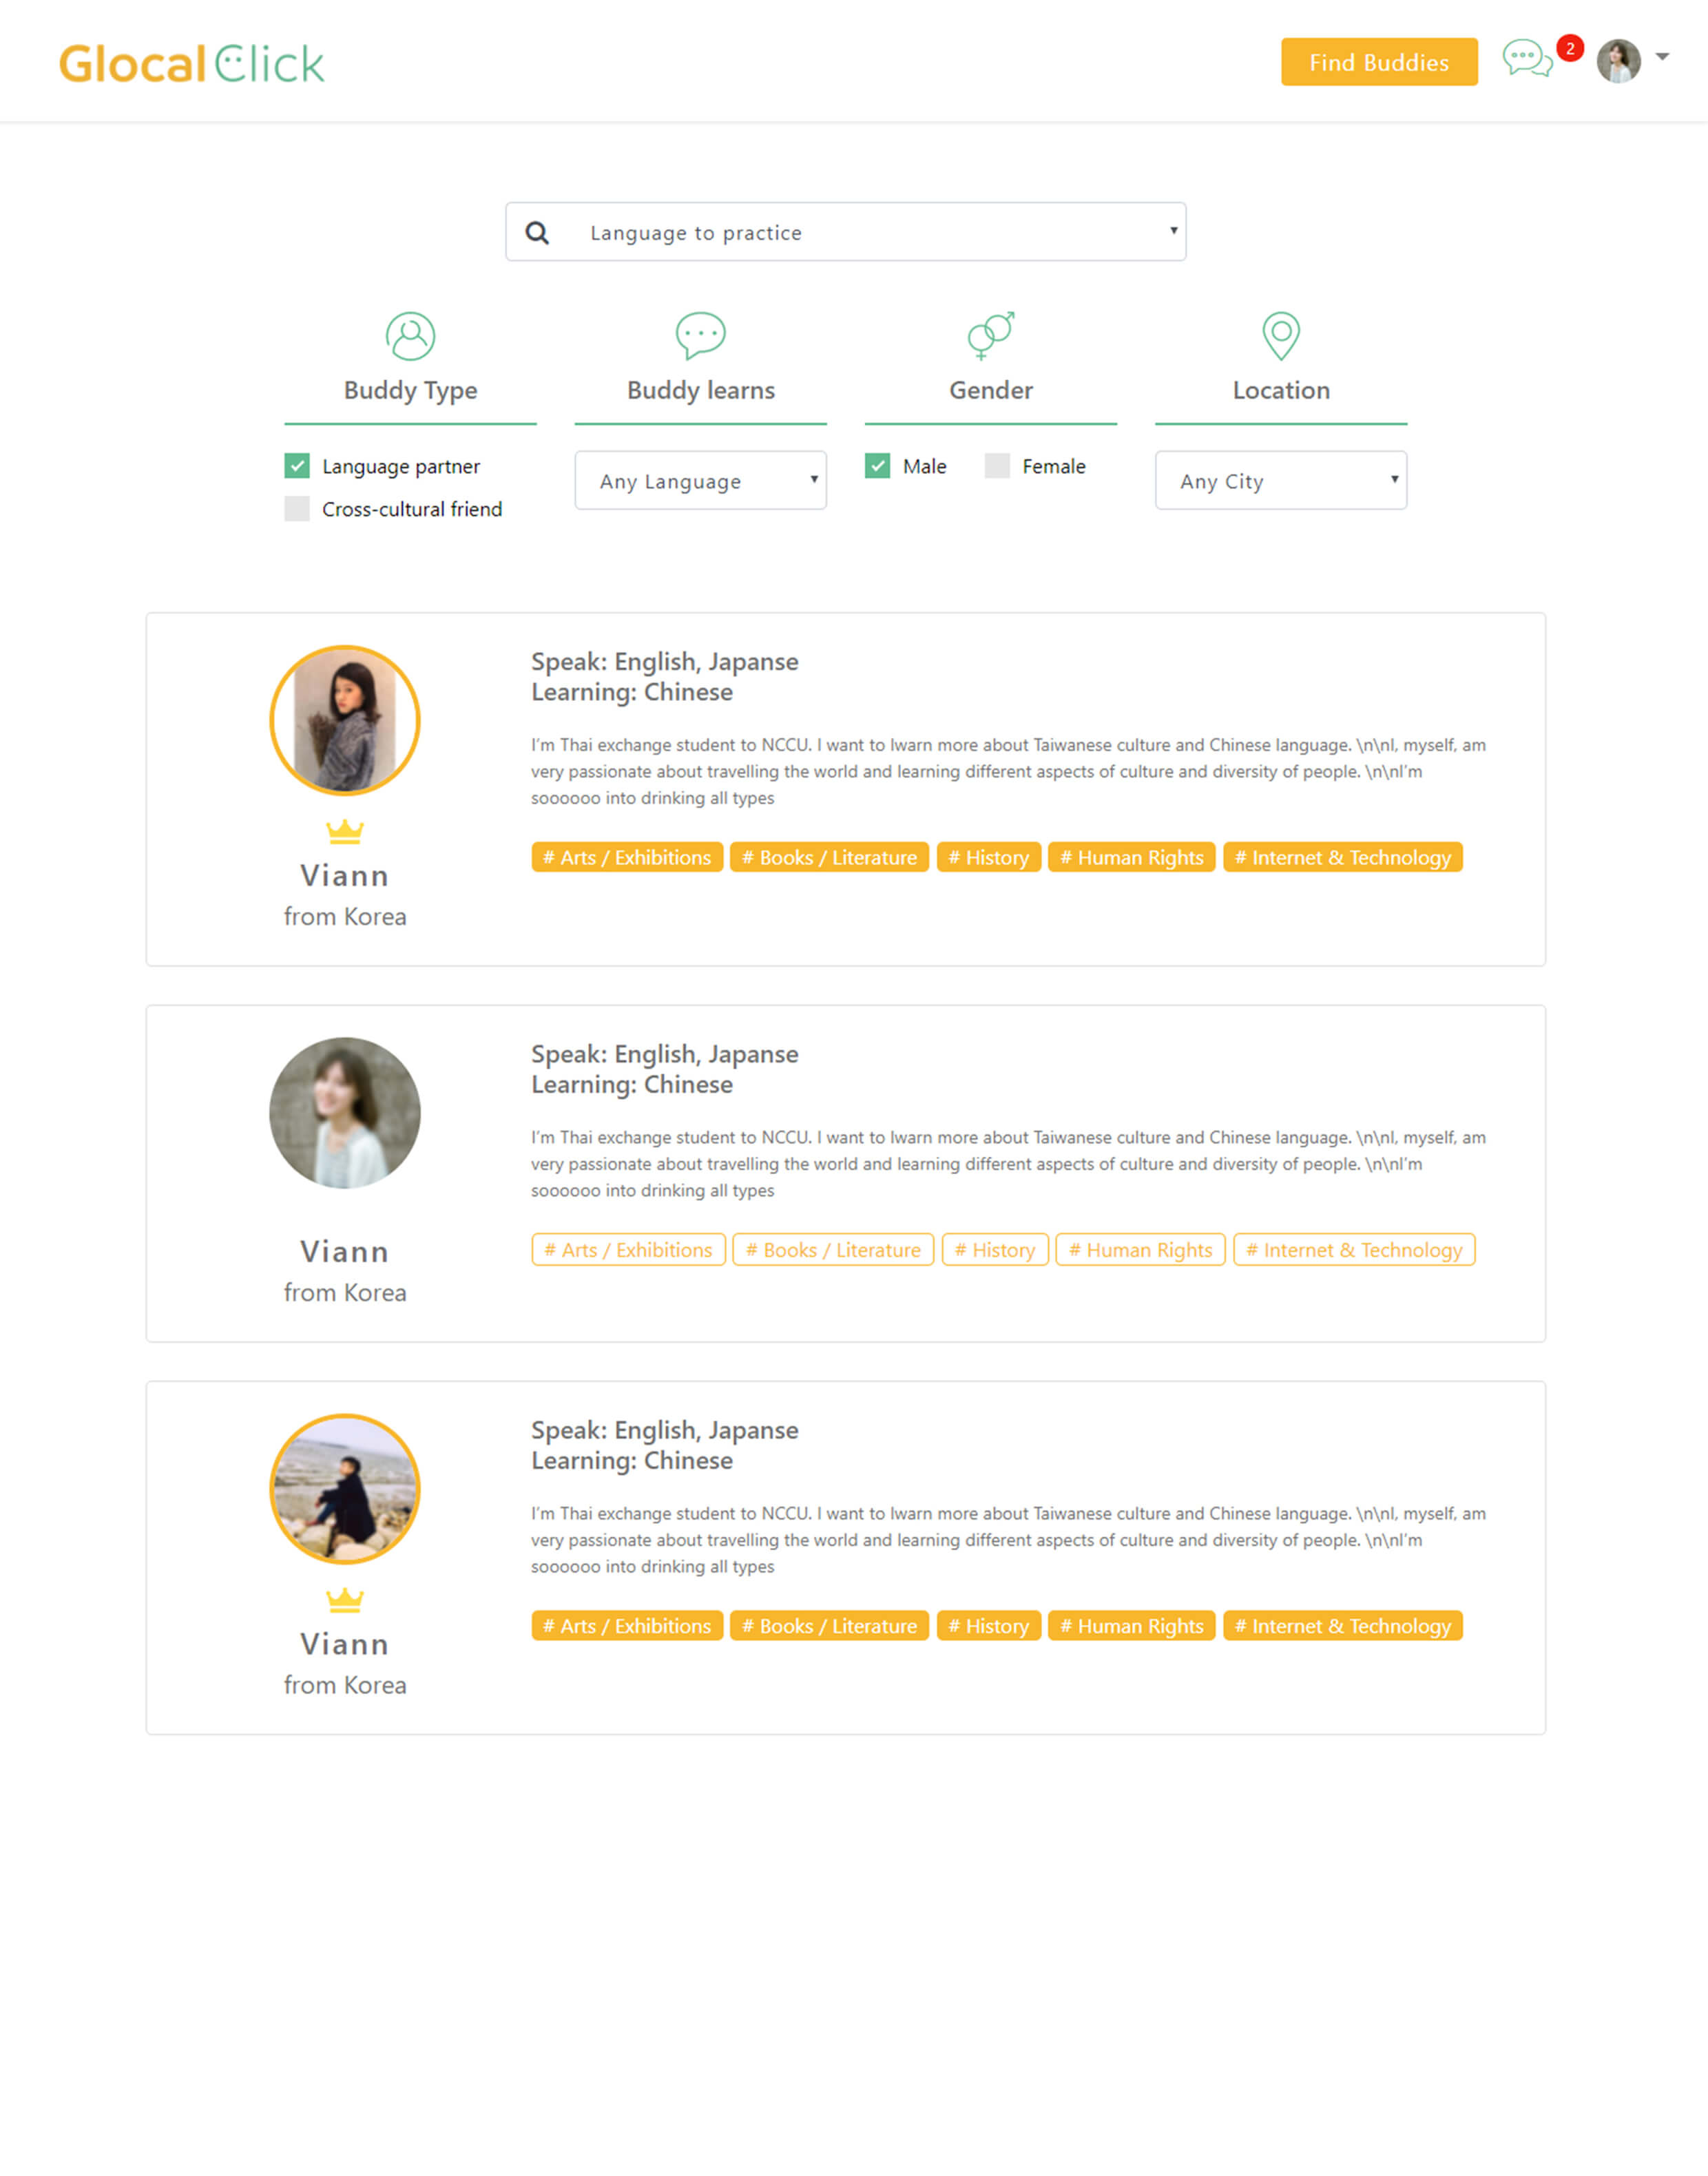 Glocal Click
Find Buddies
2
Language to practice
Buddy Type
Buddy learns
Gender
Location
Language partner
Cross-cultural friend
Any Language
Male
Female
Any City
Speak: English, Japanse
Learning: Chinese
I'm Thai exchange student to NCCU. I want to lwarn more about Taiwanese culture and Chinese language. \n\nI, myself, am
very passionate about travelling the world and learning different aspects of culture and diversity of people. \n\nI'm
soooooo into drinking all types
# Arts / Exhibitions # Books / Literature # History # Human Rights # Internet & Technology
Viann
from Korea
Speak: English, Japanse
Learning: Chinese
I'm Thai exchange student to NCCU. I want to lwarn more about Taiwanese culture and Chinese language. \n\nI, myself, am
very passionate about travelling the world and learning different aspects of culture and diversity of people. \n\nI'm
soooooo into drinking all types
# Arts / Exhibitions # Books / Literature # History # Human Rights # Internet & Technology
Viann
from Korea
Speak: English, Japanse
Learning: Chinese
I'm Thai exchange student to NCCU. I want to lwarn more about Taiwanese culture and Chinese language. \n\nI, myself, am
very passionate about travelling the world and learning different aspects of culture and diversity of people. \n\nI'm
soooooo into drinking all types
# Arts / Exhibitions # Books / Literature # History # Human Rights # Internet & Technology
Viann
from Korea